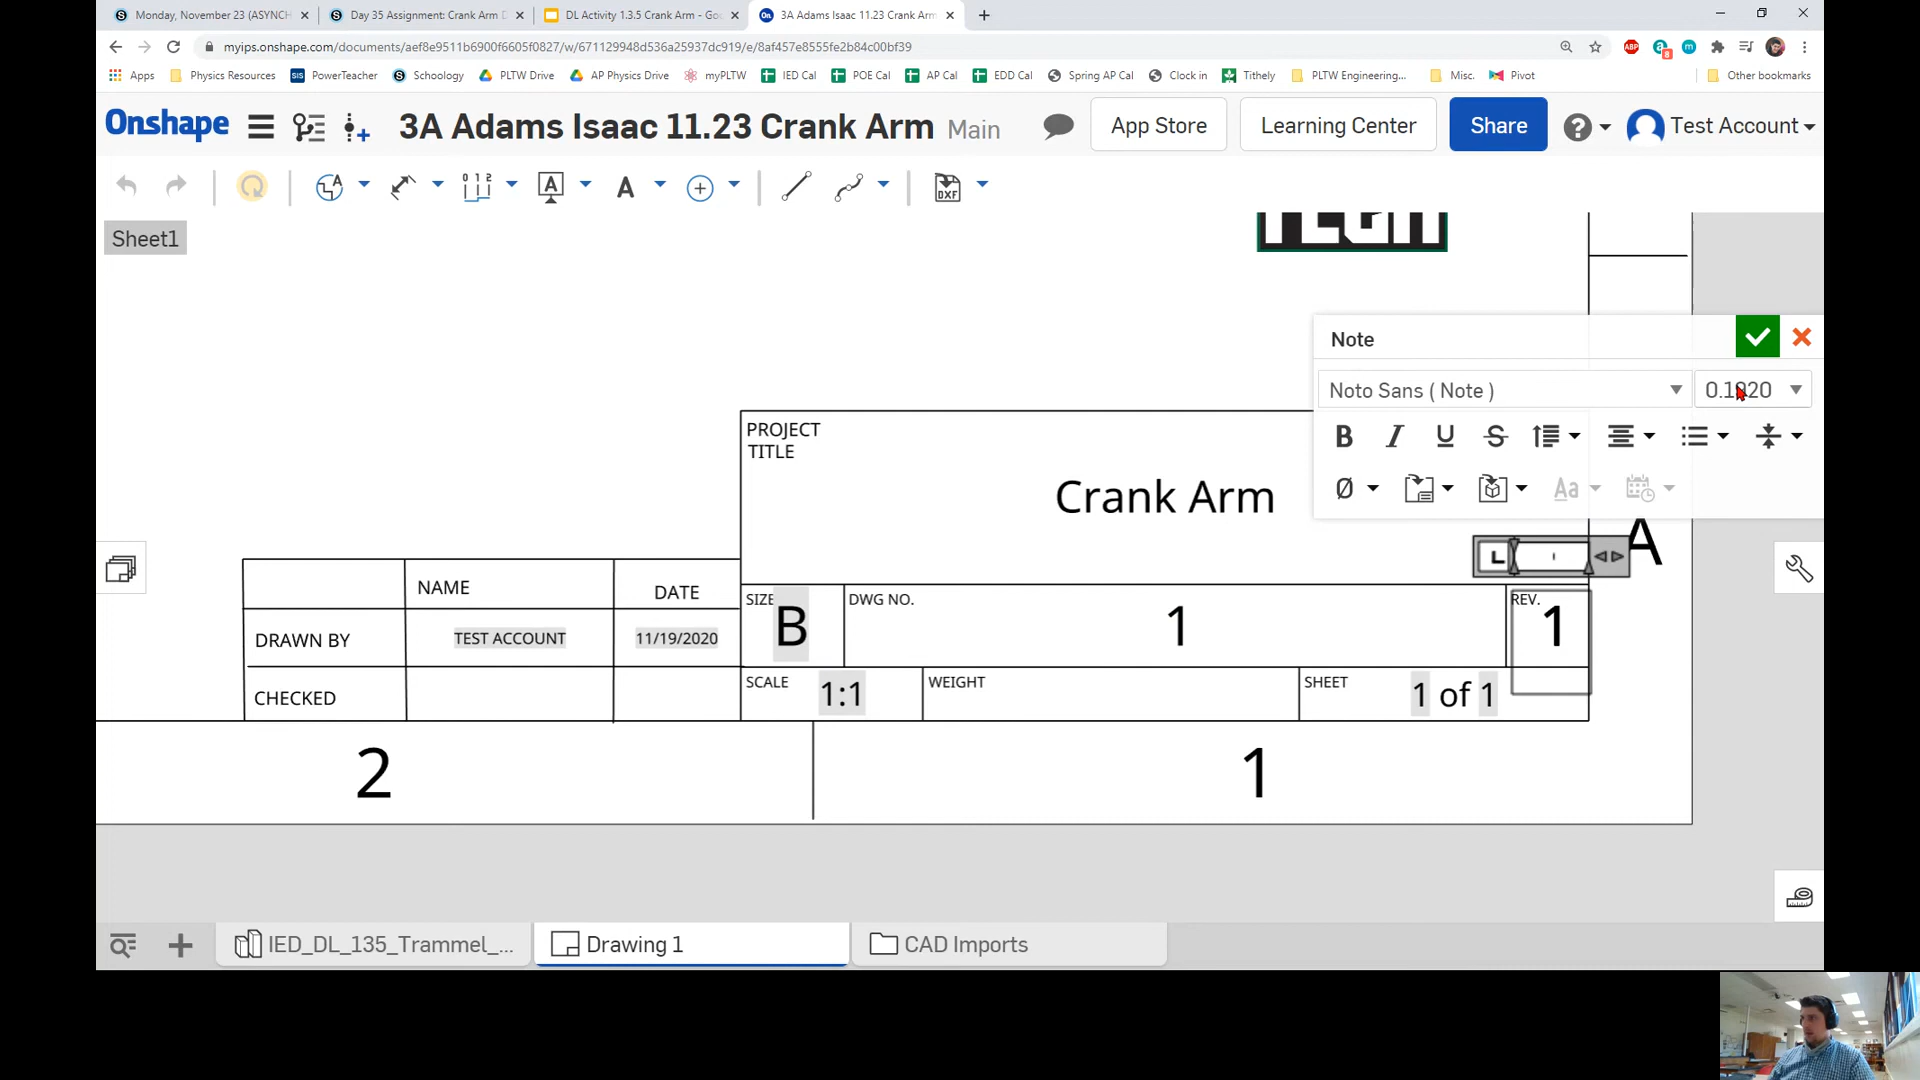 Monday, November 23 (ASYNCH
Day 35 Assignment: Crank Arm D
DL Activity 1.3.5 Crank Arm - Goo
3A Adams Isaac 11.23 Crank Arm
myips.onshape.com/documents/aef8e9511b6900f6605f0827/w/671129948d536a25937dc919/e/8af457e8555fe2b84c00bf39
Apps Physics Resources PowerTeacher Schoology PLTW Drive AP Physics Drive myPLTW IED Cal POE Cal AP Cal EDD Cal Spring AP Cal Clock in Tithely PLTW Engineering... Misc. Pivot Other bookmarks
Onshape 3A Adams Isaac 11.23 Crank Arm Main App Store Learning Center Share Test Account
Sheet1
Note
Noto Sans ( Note )
PROJECT
TITLE
Crank Arm
A
NAME DATE
SIZE B DWG NO. 1 REV. 1
DRAWN BY TEST ACCOUNT 11/19/2020
SCALE 1:1 WEIGHT SHEET 1 of 1
CHECKED
2 1
IED_DL_135_Trammel_... Drawing 1 CAD Imports